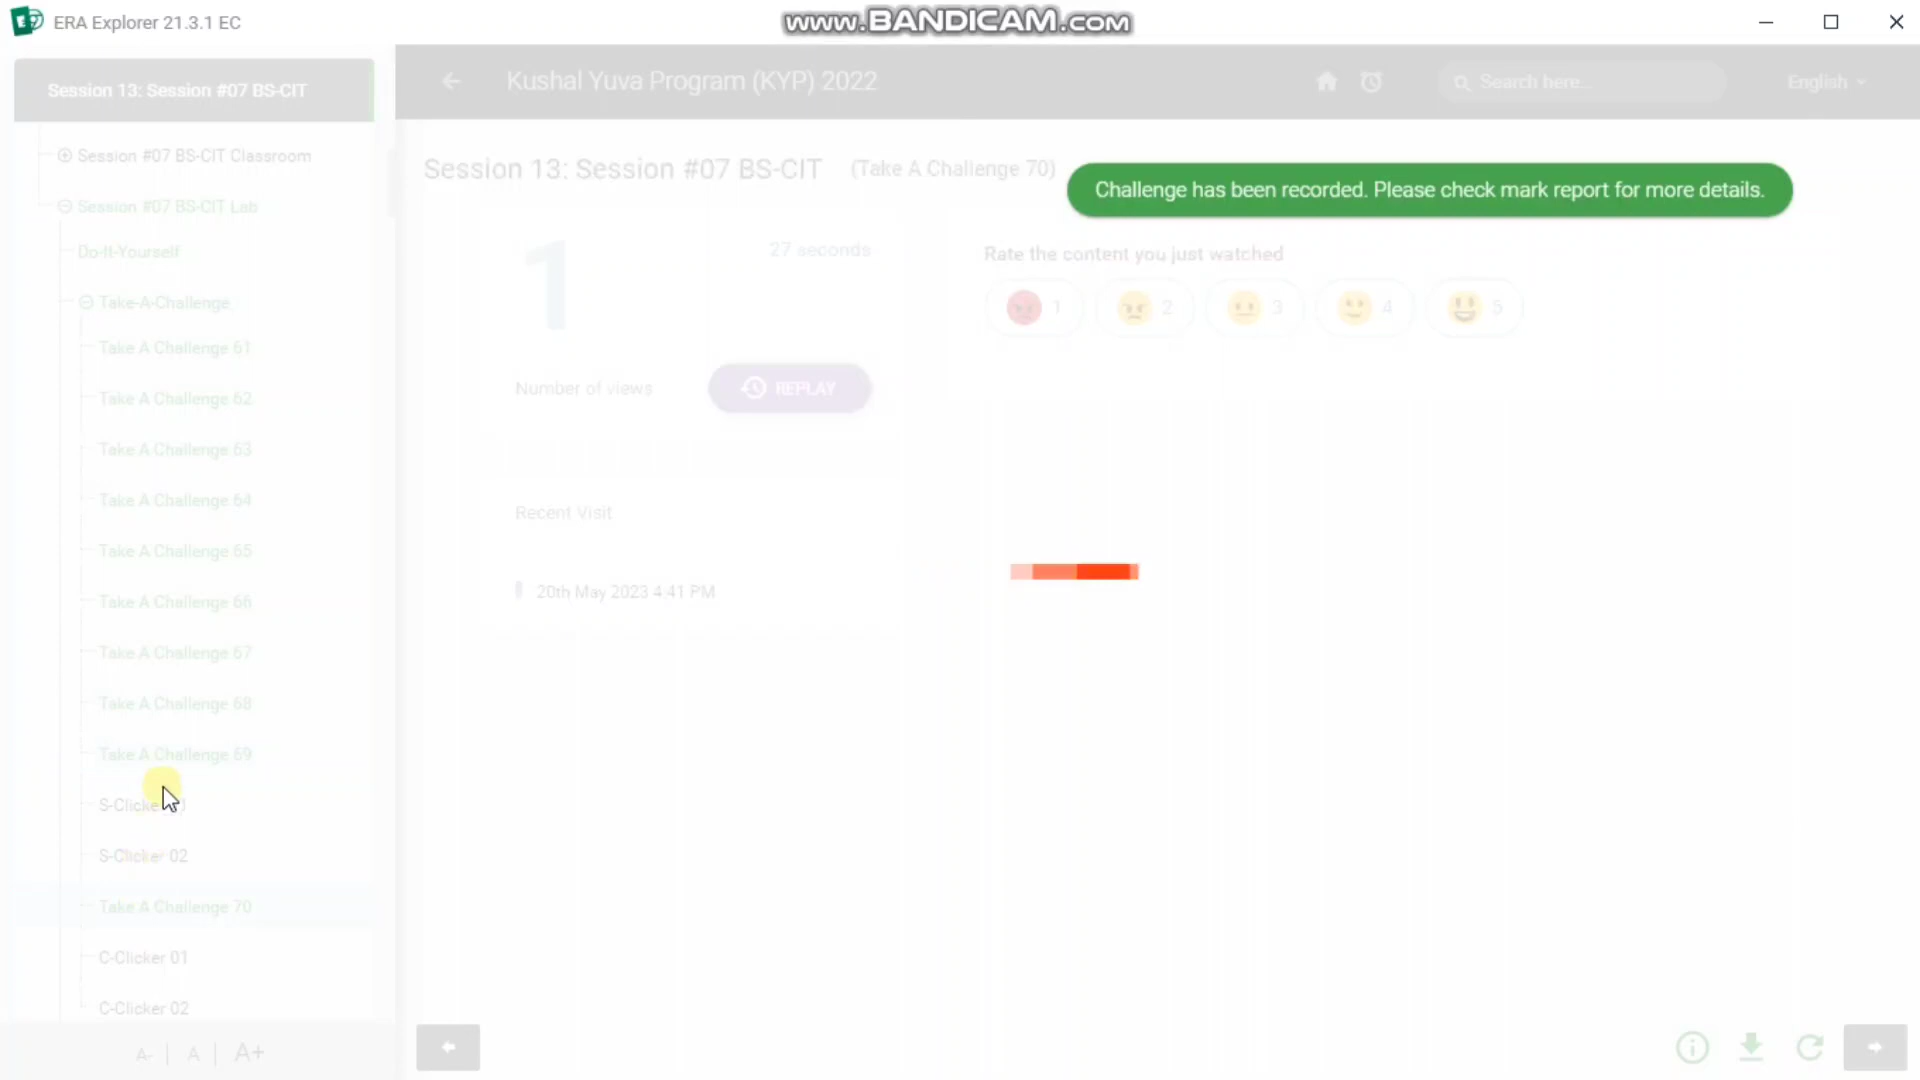 ERA Explorer 21.3.1 EC
www.BANDICAM.com
Session 13: Session #07 BS-CIT
Kushal Yuva Program (KYP) 2022
Search here...
English
Session #07 BS-CIT Classroom
Session #07 BS-CIT Lab
Do-It-Yourself
Take-A-Challenge
Take A Challenge 61
Take A Challenge 62
Take A Challenge 63
Take A Challenge 64
Take A Challenge 65
Take A Challenge 66
Take A Challenge 67
Take A Challenge 68
Take A Challenge 69
S-Clicker 02
Take A Challenge 70
C-Clicker 01
C-Clicker 02
A- A A+
Session 13: Session #07 BS-CIT (Take A Challenge 70)
Challenge has been recorded. Please check mark report for more details.
1
27 seconds
Number of views
REPLAY
Rate the content you just watched
1 2 3 4 5
Recent Visit
20th May 2023 4:41 PM